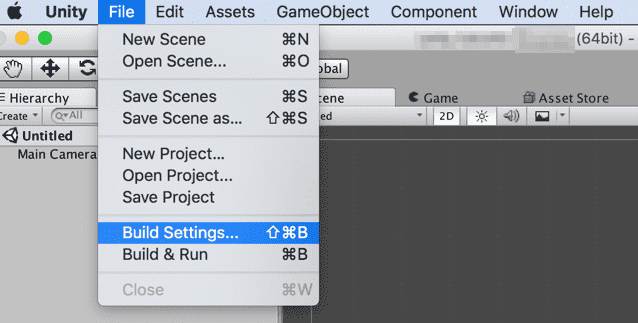 Unity File Edit Assets GameObject Component Window Help
(64bit) -
New Scene ⌘N
Open Scene... ⌘O
Save Scenes ⌘S
Save Scene as... ⇧⌘S
New Project...
Open Project...
Save Project
Build Settings... ⇧⌘B
Build & Run ⌘B
Close ⌘W
obal
Hierarchy
Create All
Untitled
Main Camera
cene Game Asset Store
ed 2D